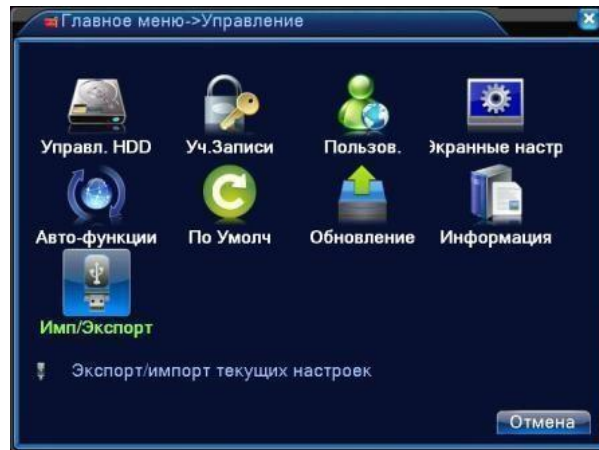 Главное меню->Управление
Управл. HDD Уч.Записи Пользов. Экранные настр
Авто-функции По Умолч Обновление Информация
Имп/Экспорт
Экспорт/импорт текущих настроек
Отмена